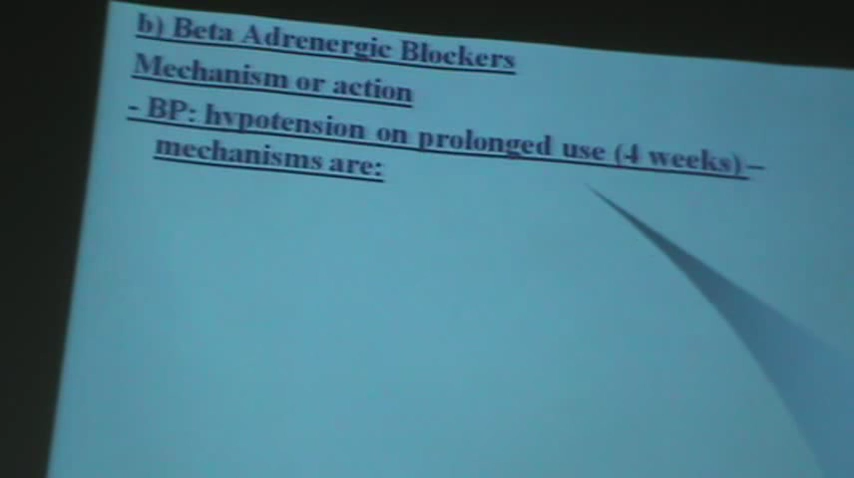 b) Beta Adrenergic Blockers
Mechanism or action
- BP: hypotension on prolonged use (4 weeks) –
mechanisms are: